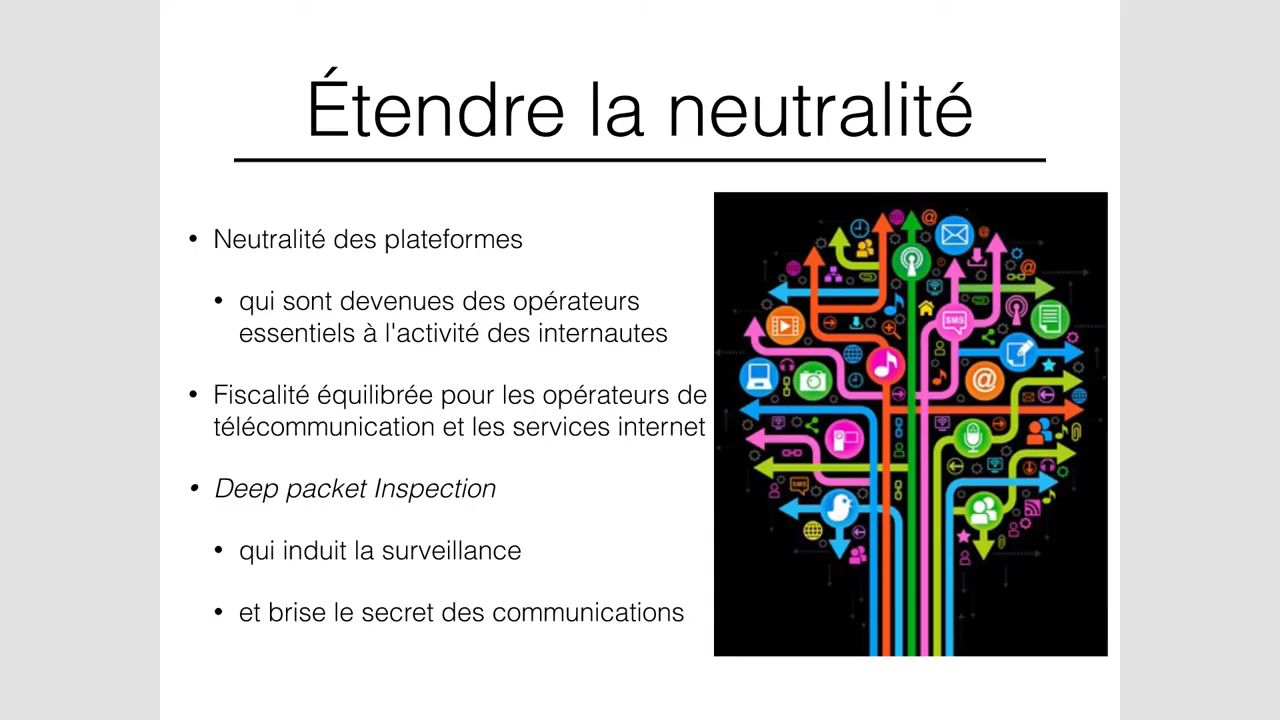 Étendre la neutralité
• Neutralité des plateformes
• qui sont devenues des opérateurs
essentiels à l'activité des internautes
• Fiscalité équilibrée pour les opérateurs de
télécommunication et les services internet
• Deep packet Inspection
• qui induit la surveillance
• et brise le secret des communications
SMS
@
SMS